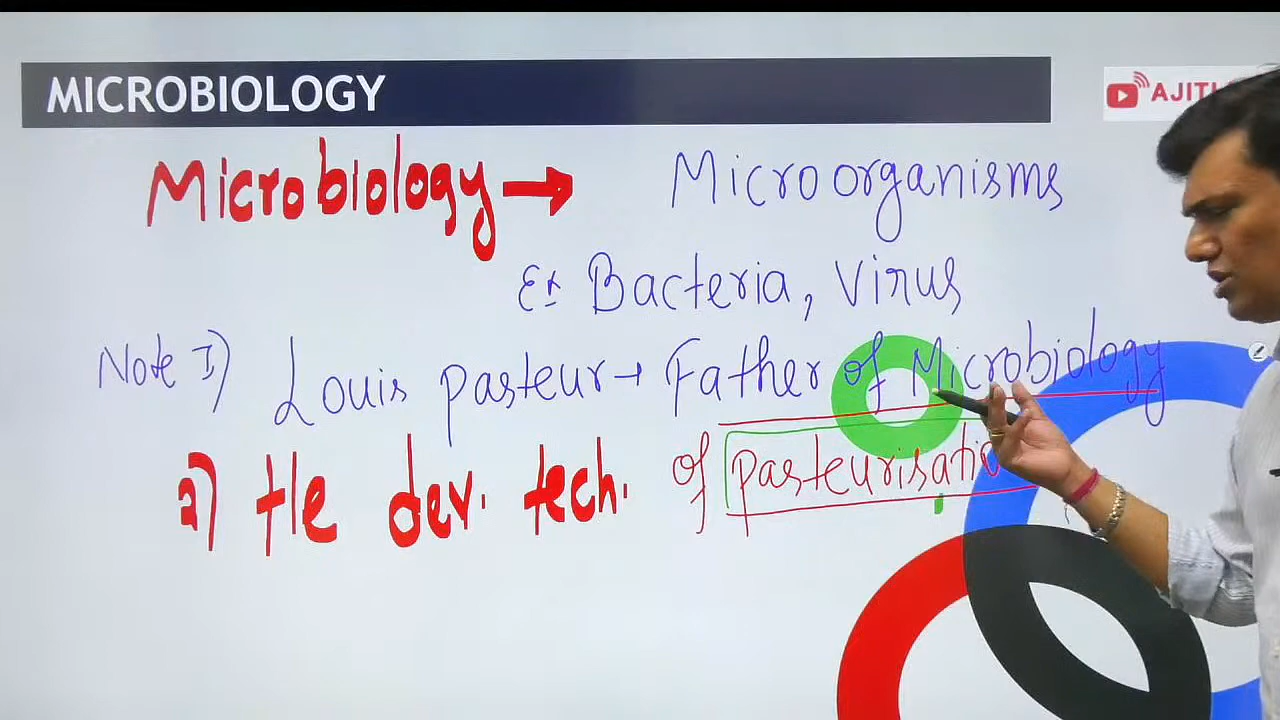 MICROBIOLOGY
AJITI
Microbiology → Microorganisms
Ex Bacteria, Virus
Note 1) Louis Pasteur → Father of Microbiology
2) He dev. tech. of pasteurisatio